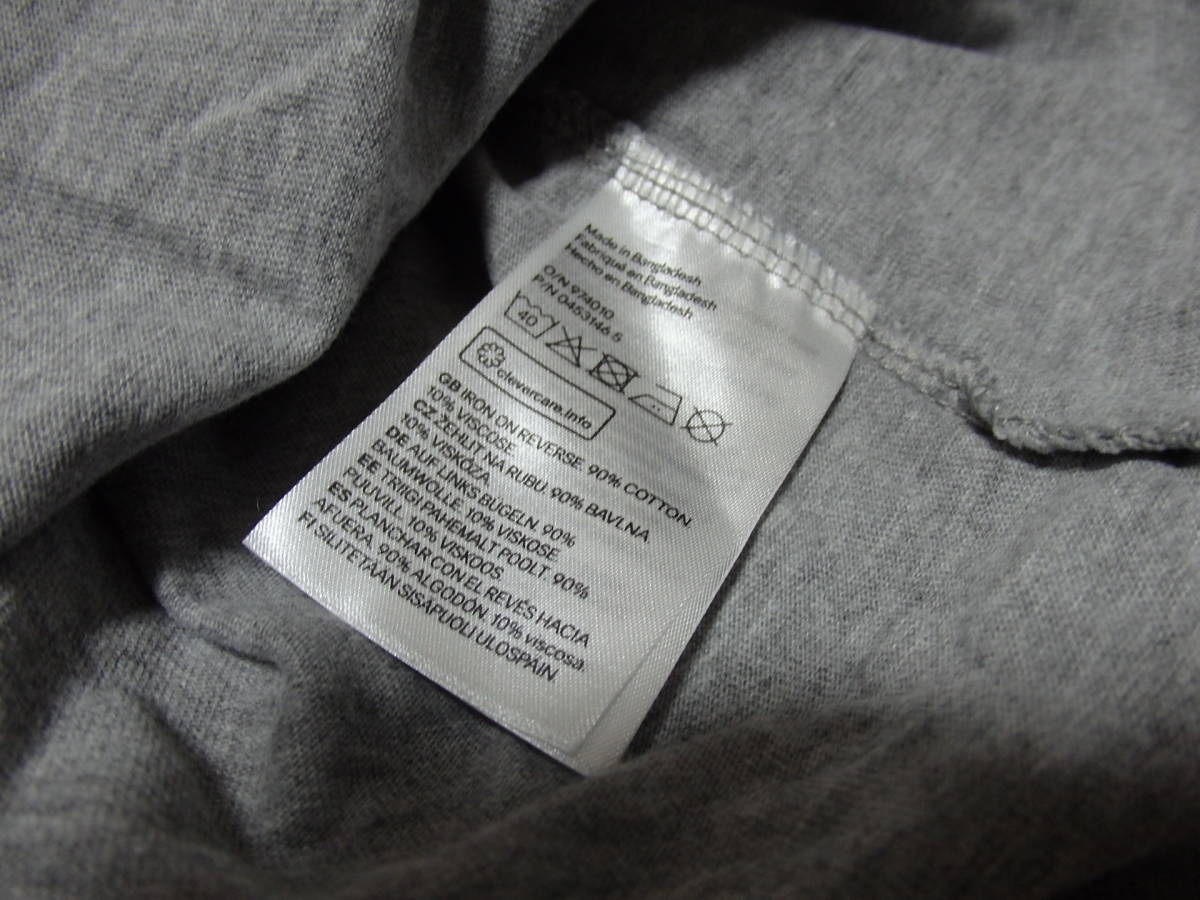 Made in Bangladesh
Fabriqué en Bangladesh
Hecho en Bangladesh
O/N 974010
P/N 0453146.5
40
clevercare.info
GB IRON ON REVERSE. 90% COTTON.
10% VISCOSE
CZ ŽEHLIT NA RUBU. 90% BAVLNA.
10% VISKÓZA
DE AUF LINKS BÜGELN. 90%
BAUMWOLLE. 10% VISKOSE
EE TRIIGI PAHEMALT POOLT. 90%
PUUVILL. 10% VISKOOS
ES PLANCHAR CON EL REVÉS HACIA
AFUERA. 90% ALGODÓN. 10% viscosa
FI SILITETÄÄN SISÄPUOLI ULOSPÄIN